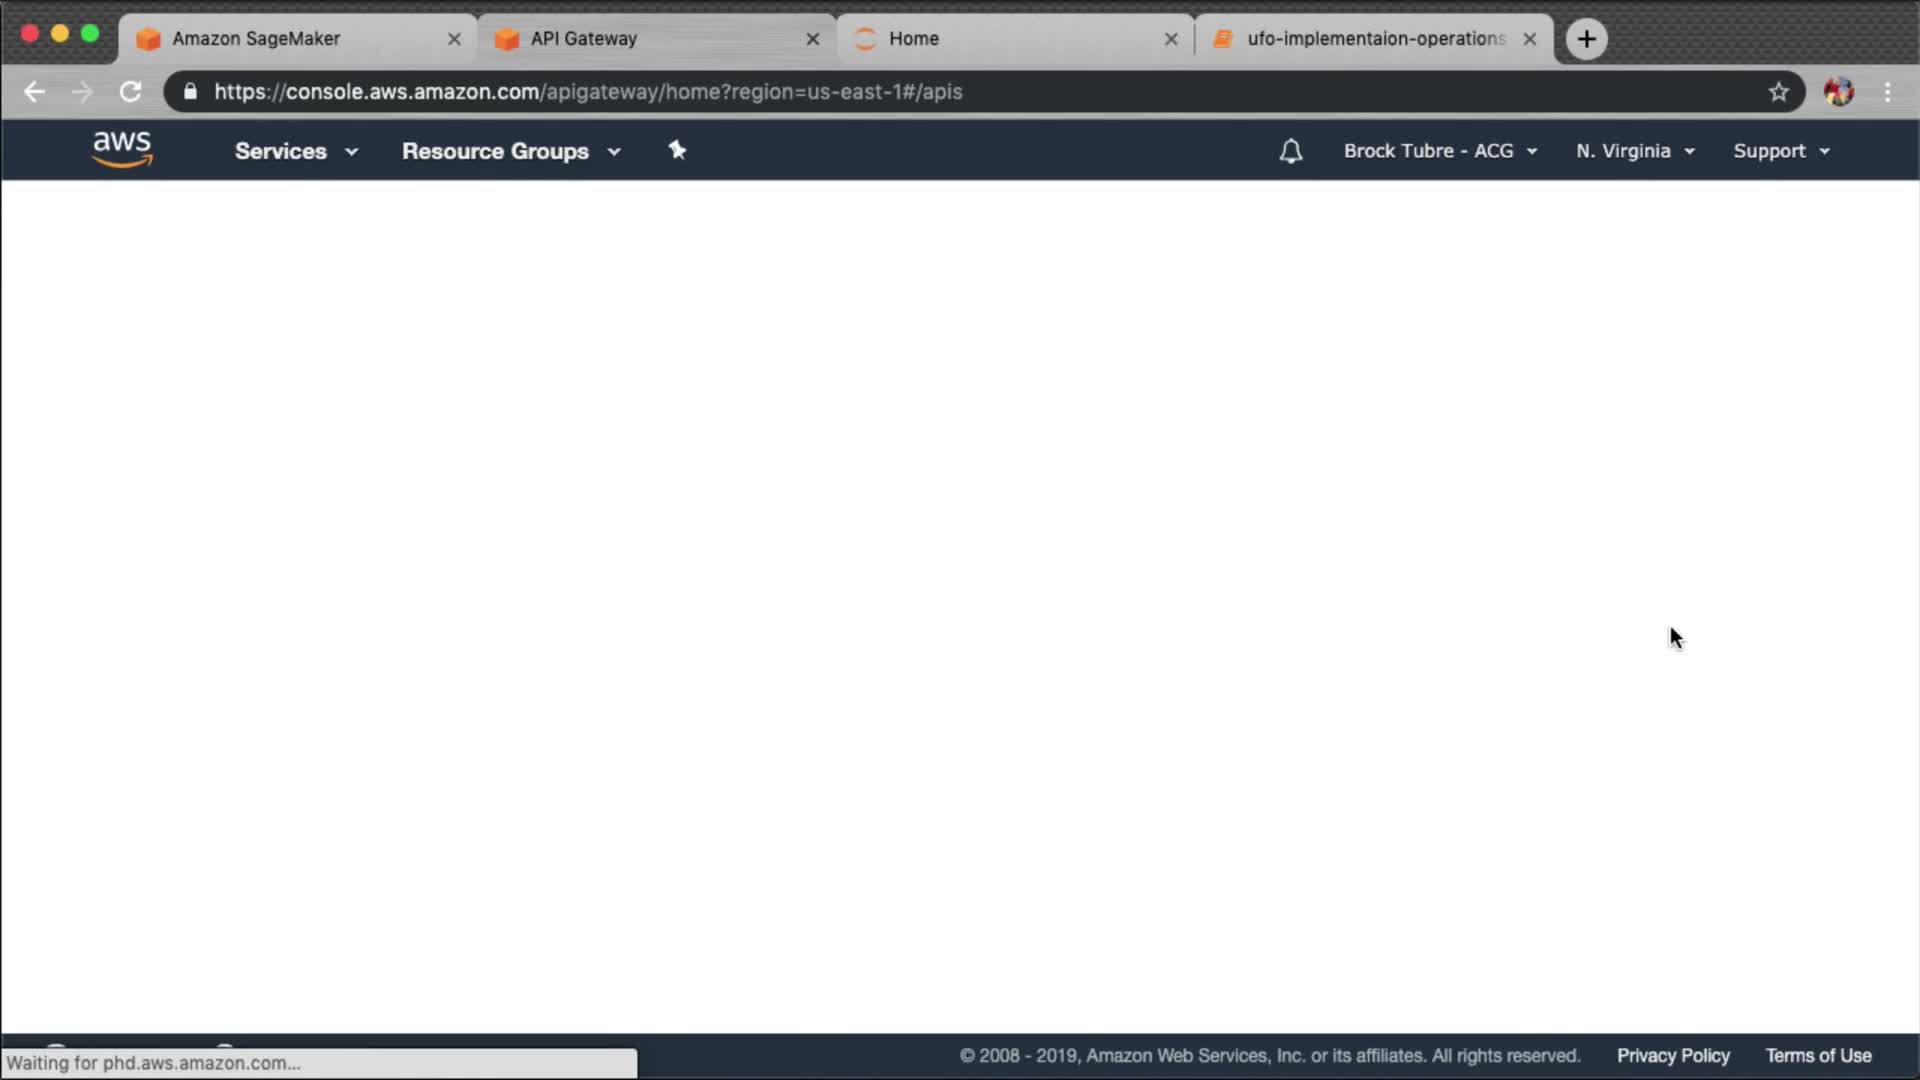 Amazon SageMaker
API Gateway
Home
ufo-implementaion-operations
https://console.aws.amazon.com/apigateway/home?region=us-east-1#/apis
aws
Services
Resource Groups
Brock Tubre - ACG
N. Virginia
Support
Waiting for phd.aws.amazon.com...
© 2008 - 2019, Amazon Web Services, Inc. or its affiliates. All rights reserved.
Privacy Policy
Terms of Use